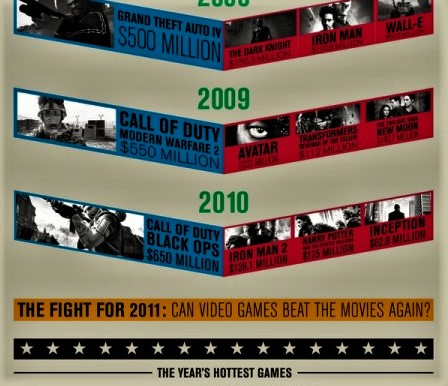 GRAND THEFT AUTO IV
$500 MILLION
THE DARK KNIGHT
IRON MAN
WALL-E
2009
CALL OF DUTY
MODERN WARFARE 2
$550 MILLION
AVATAR
TRANSFORMERS
NEW MOON
2010
CALL OF DUTY
BLACK OPS
$650 MILLION
IRON MAN 2
$128.1 MILLION
HARRY POTTER
$125 MILLION
INCEPTION
$62.8 MILLION
THE FIGHT FOR 2011: CAN VIDEO GAMES BEAT THE MOVIES AGAIN?
THE YEAR'S HOTTEST GAMES